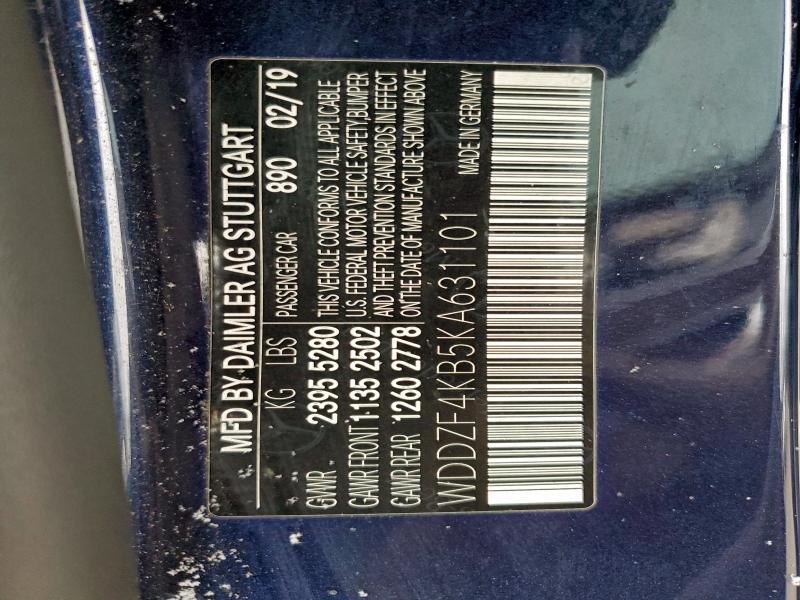 MFD BY DAIMLER AG STUTTGART
KG LBS PASSENGER CAR 890 02/19
GVWR 2395 5280 THIS VEHICLE CONFORMS TO ALL APPLICABLE
GAWR FRONT 1135 2502 U.S. FEDERAL MOTOR VEHICLE SAFETY,BUMPER
GAWR REAR 1260 2778 AND THEFT PREVENTION STANDARDS IN EFFECT
ON THE DATE OF MANUFACTURE SHOWN ABOVE
WDDZF4KB5KA631101 MADE IN GERMANY